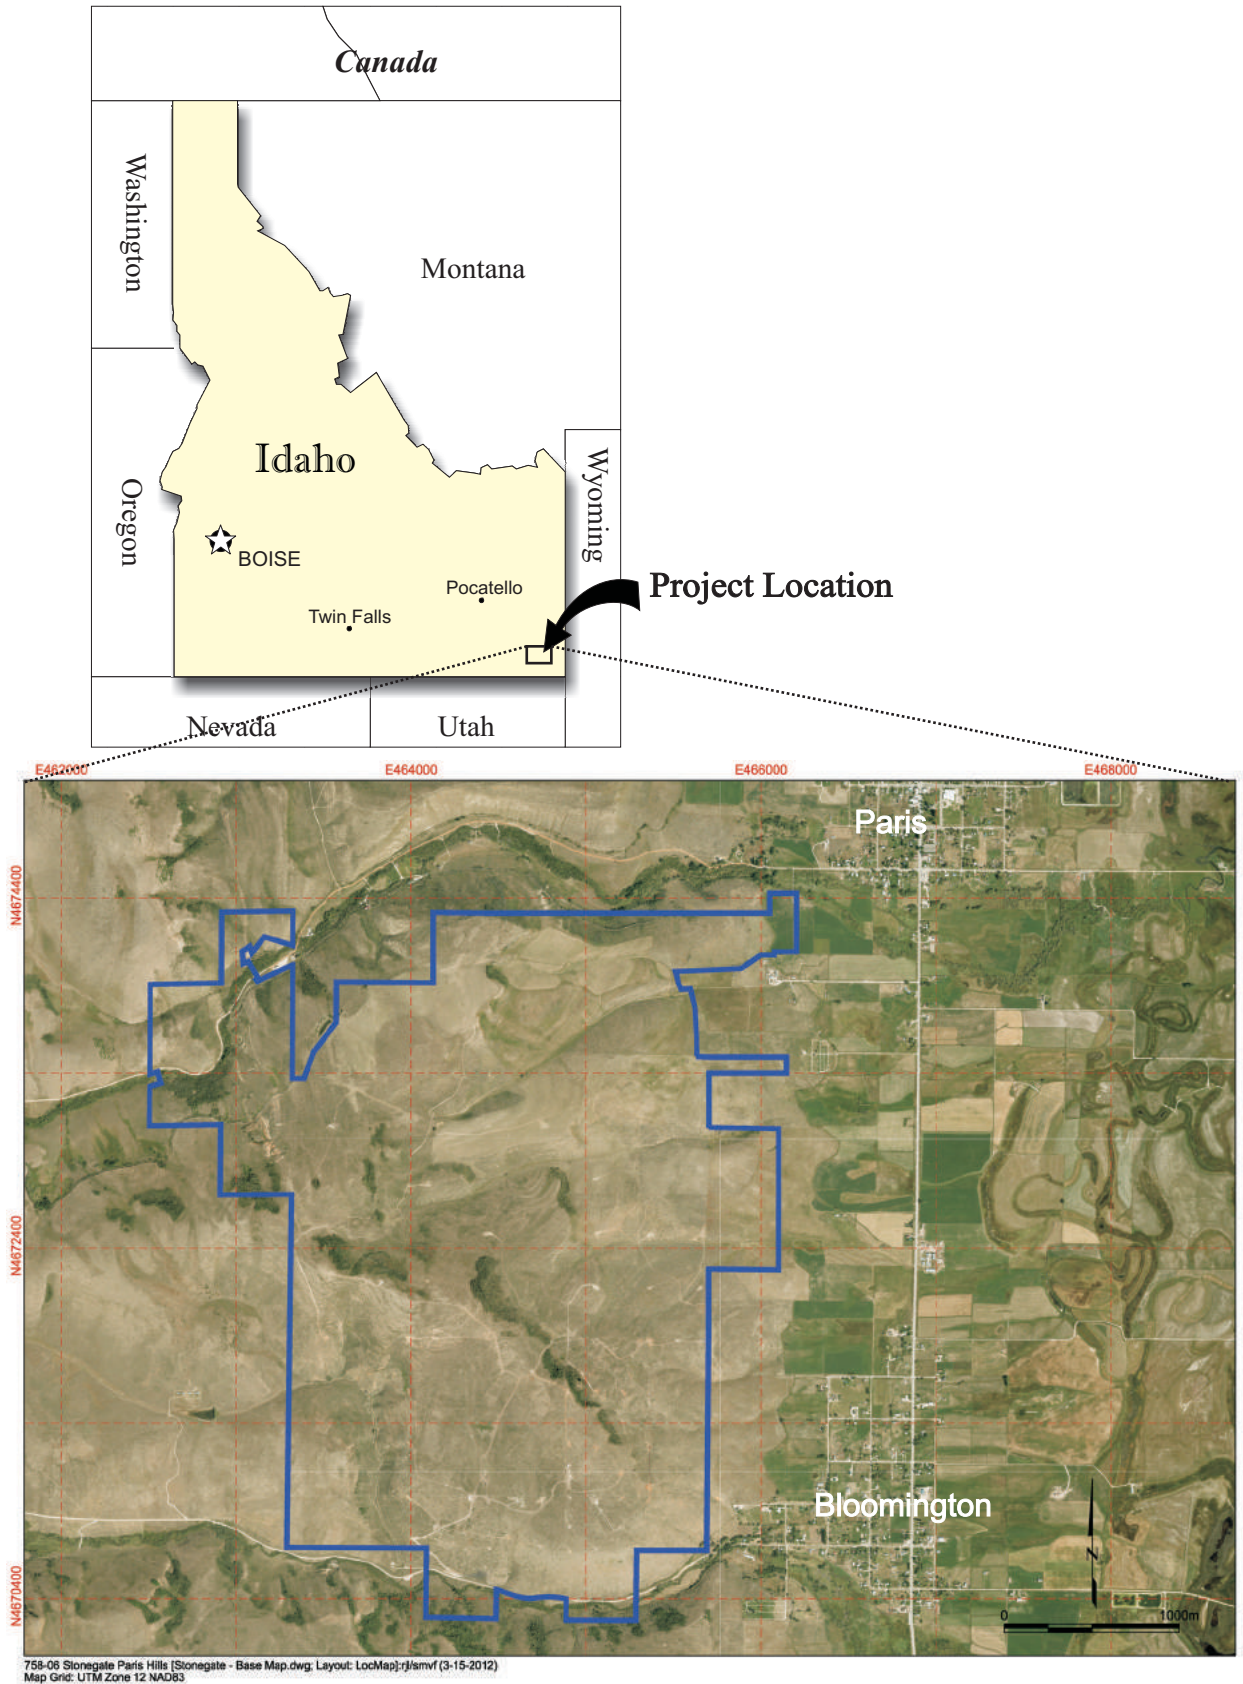 Canada
Washington
Montana
Idaho
Oregon
Wyoming
BOISE
Pocatello
Twin Falls
Project Location
Nevada
Utah
E462000
E464000
E466000
E468000
Paris
N4674400
N4672400
Bloomington
N4670400
N
0
1000m
758-06 Stonegate Paris Hills [Stonegate - Base Map.dwg; Layout: LocMap]:rjl/smvf (3-15-2012)
Map Grid: UTM Zone 12 NAD83